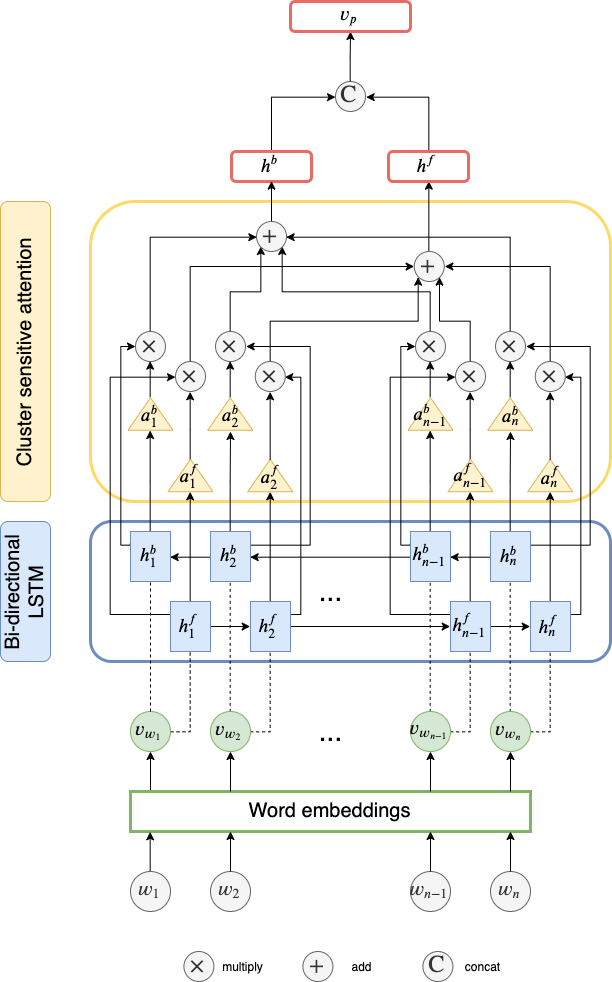 v_p
C
h^b
h^f
Cluster sensitive attention
+
+
× × × ×
× × × ×
a_1^b a_2^b a_{n-1}^b a_n^b
a_1^f a_2^f a_{n-1}^f a_n^f
Bi-directional
LSTM
h_1^b h_2^b h_{n-1}^b h_n^b
...
h_1^f h_2^f h_{n-1}^f h_n^f
v_{w_1} v_{w_2} ... v_{w_{n-1}} v_{w_n}
Word embeddings
w_1 w_2 w_{n-1} w_n
× multiply + add C concat